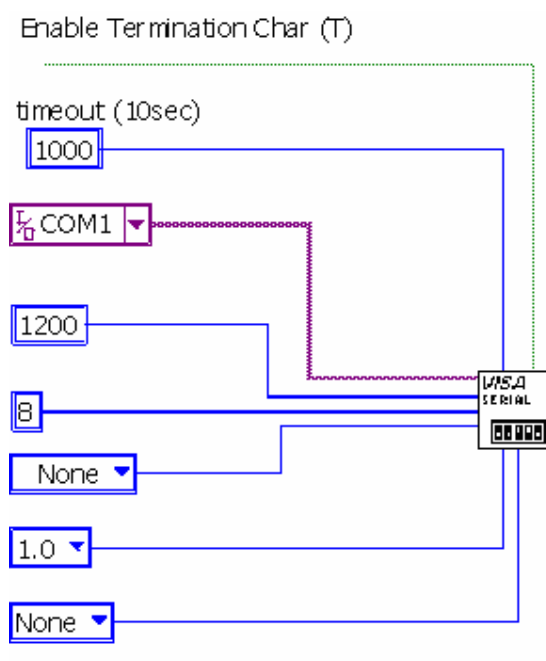 Enable Termination Char (T)
timeout (10sec)
1000
I/O COM1
1200
VISA
SERIAL
8
None
1.0
None